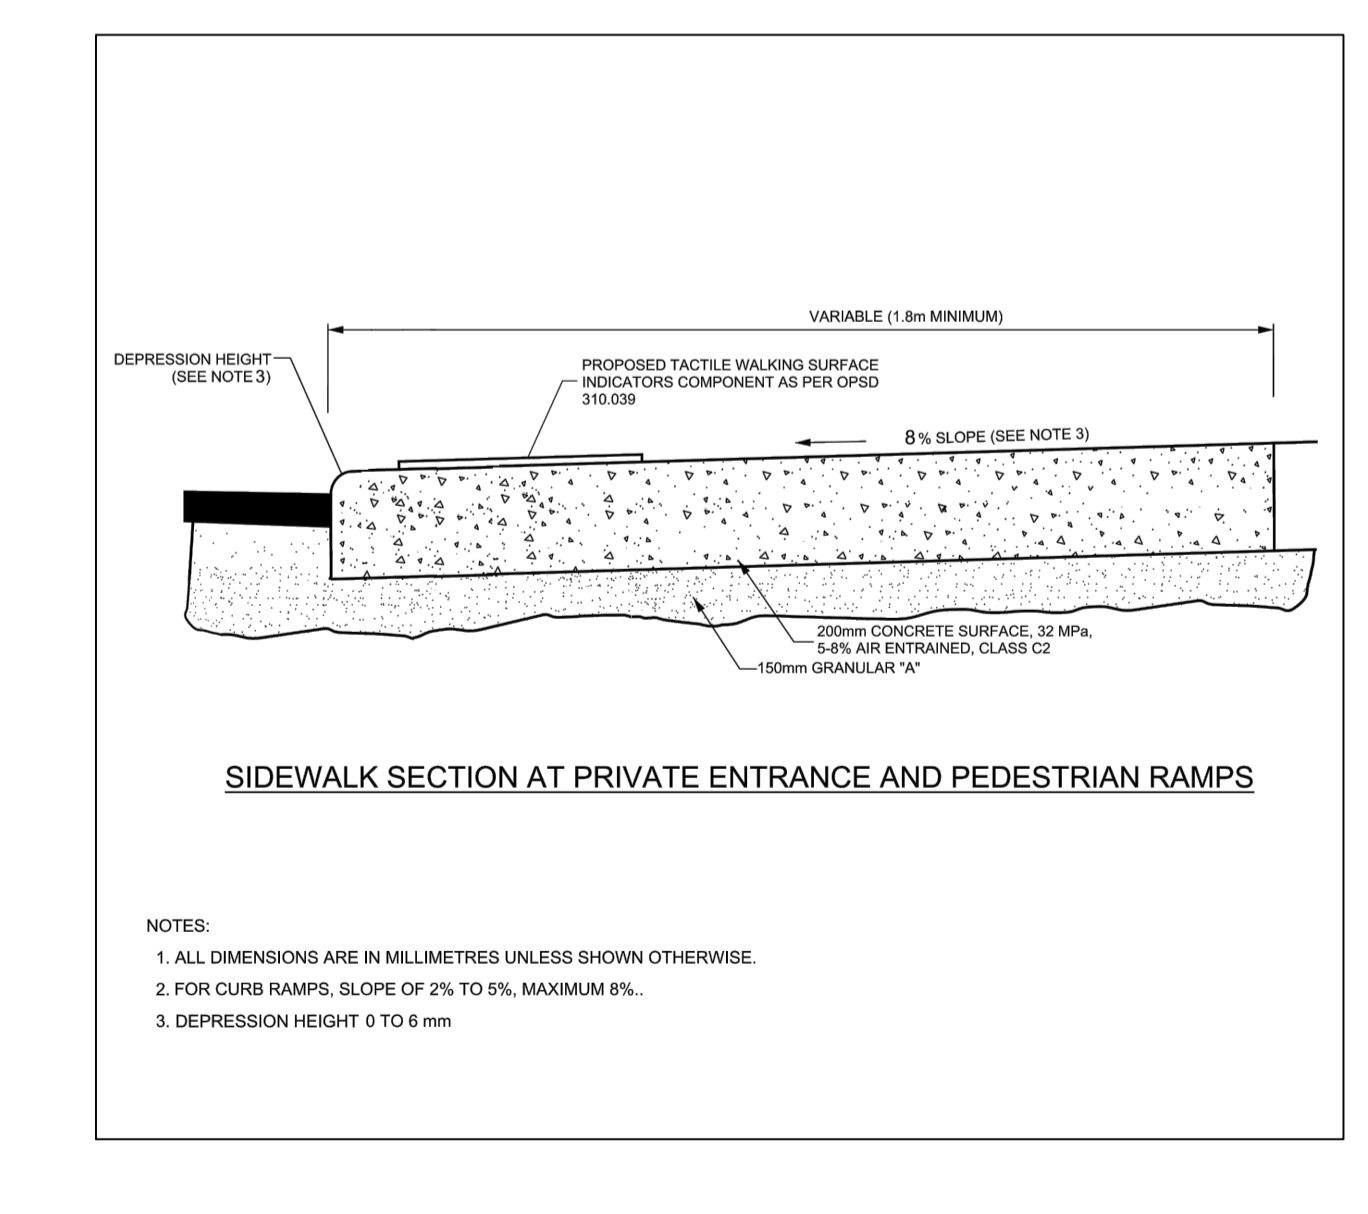 VARIABLE (1.8m MINIMUM)
DEPRESSION HEIGHT
(SEE NOTE 3)
PROPOSED TACTILE WALKING SURFACE
INDICATORS COMPONENT AS PER OPSD
310.039
8% SLOPE (SEE NOTE 3)
200mm CONCRETE SURFACE, 32 MPa,
5-8% AIR ENTRAINED, CLASS C2
150mm GRANULAR "A"
SIDEWALK SECTION AT PRIVATE ENTRANCE AND PEDESTRIAN RAMPS
NOTES:
1. ALL DIMENSIONS ARE IN MILLIMETRES UNLESS SHOWN OTHERWISE.
2. FOR CURB RAMPS, SLOPE OF 2% TO 5%, MAXIMUM 8%..
3. DEPRESSION HEIGHT 0 TO 6 mm